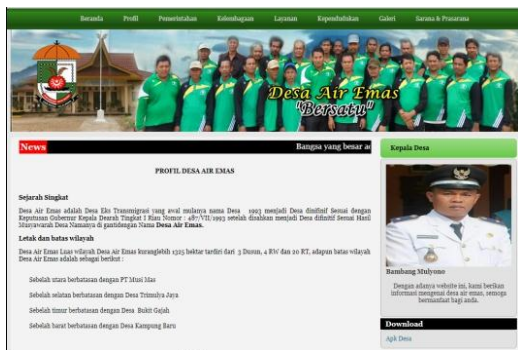 Beranda Profil Pemerintahan Kelembagaan Layanan Kependudukan Galeri Sarana & Prasarana
Desa Air Emas
"Bersatu"
News
Bangsa yang besar ad
PROFIL DESA AIR EMAS
Sejarah Singkat
Desa Air Emas adalah Desa Eks Transmigrasi yang awal mulanya nama Desa 1993 menjadi Desa dinifinif Sesuai dengan
Keputusan Gubernur Kepala Dearah Tingkat I Riau Nomor : 487/VII/1993 setelah disahkan menjadi Desa difinitif Sesuai Hasil
Musyawarah Desa Namanya di gantidengan Nama Desa Air Emas.
Letak dan batas wilayah
Desa Air Emas Luas wilayah Desa Air Emas kuranglebih 1325 hektar tardiri dari 3 Dusun, 4 RW dan 20 RT, adapun batas wilayah
Desa Air Emas adalah sebagai berikut :
Sebelah utara berbatasan dengan PT Musi Mas
Sebelah selatan berbatasan dengan Desa Trimulya Jaya
Sebelah timur berbatasan dengan Desa Bukit Gajah
Sebelah barat berbatasan dengan Desa Kampung Baru
Kepala Desa
Bambang Mulyono
Dengan adanya website ini, kami berikan
informasi mengenai desa air emas, semoga
bermanfaat bagi anda.
Download
Apk Desa